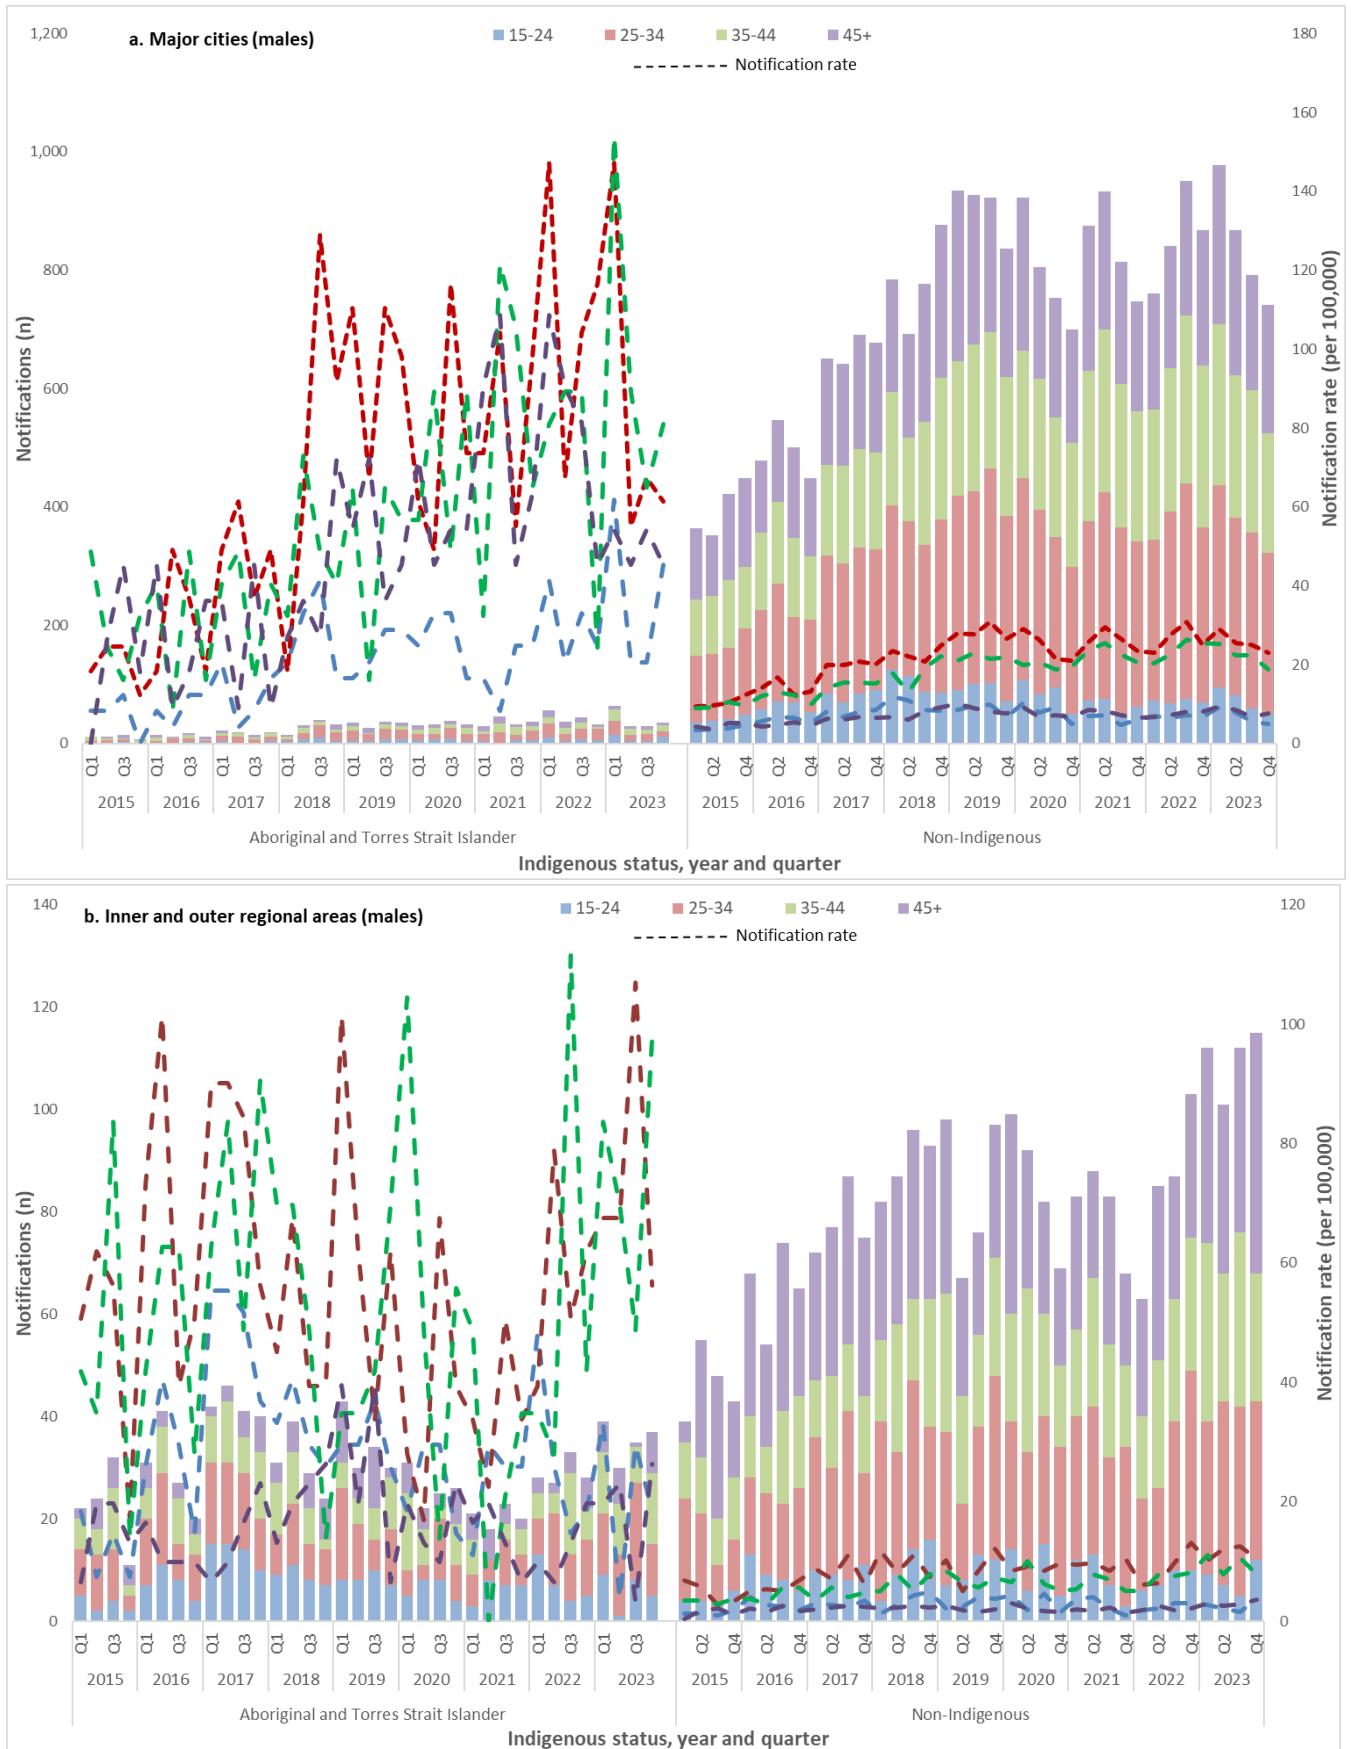 a. Major cities (males)
15-24 25-34 35-44 45+
Notification rate
1,200
1,000
800
600
400
200
0
180
160
140
120
100
80
60
40
20
0
Notifications (n)
Notification rate (per 100,000)
Q1 Q3 Q1 Q3 Q1 Q3 Q1 Q3 Q1 Q3 Q1 Q3 Q1 Q3 Q1 Q3 Q1 Q3 Q2 Q4 Q2 Q4 Q2 Q4 Q2 Q4 Q2 Q4 Q2 Q4 Q2 Q4 Q2 Q4 Q2 Q4
2015 2016 2017 2018 2019 2020 2021 2022 2023 2015 2016 2017 2018 2019 2020 2021 2022 2023
Aboriginal and Torres Strait Islander Non-Indigenous
Indigenous status, year and quarter
b. Inner and outer regional areas (males)
15-24 25-34 35-44 45+
Notification rate
140
120
100
80
60
40
20
0
120
100
80
60
40
20
0
Notifications (n)
Notification rate (per 100,000)
Q1 Q3 Q1 Q3 Q1 Q3 Q1 Q3 Q1 Q3 Q1 Q3 Q1 Q3 Q1 Q3 Q1 Q3 Q2 Q4 Q2 Q4 Q2 Q4 Q2 Q4 Q2 Q4 Q2 Q4 Q2 Q4 Q2 Q4 Q2 Q4
2015 2016 2017 2018 2019 2020 2021 2022 2023 2015 2016 2017 2018 2019 2020 2021 2022 2023
Aboriginal and Torres Strait Islander Non-Indigenous
Indigenous status, year and quarter